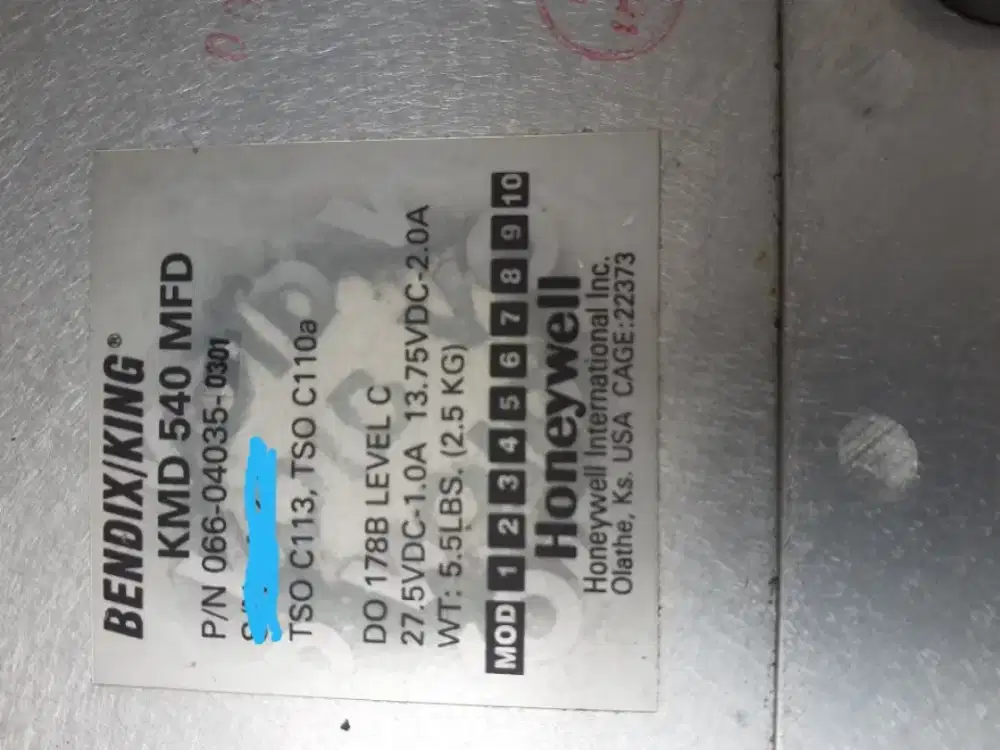 BENDIX/KING®
KMD 540 MFD
P/N 066-04035-0301
TSO C113, TSO C110a
DO 178B LEVEL C
27.5VDC-1.0A 13.75VDC-2.0A
WT: 5.5LBS. (2.5 KG)
MOD 1 2 3 4 5 6 7 8 9 10
Honeywell
Honeywell International Inc.
Olathe, Ks. USA CAGE:22373